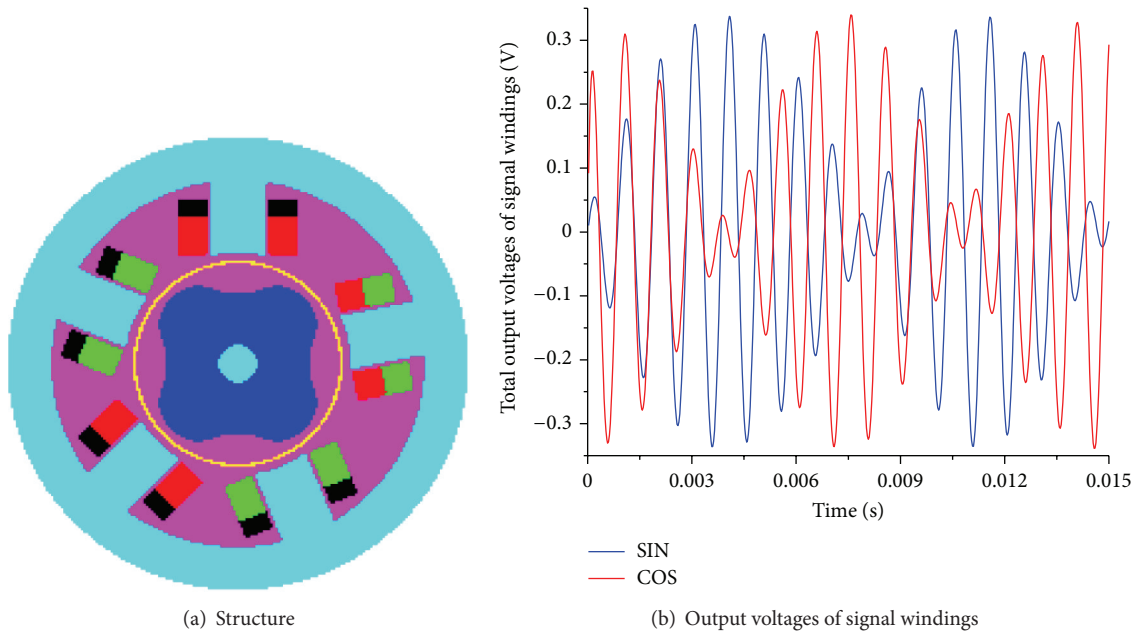 (a) Structure
Total output voltages of signal windings (V)
0.3
0.2
0.1
0
−0.1
−0.2
−0.3
0
0.003
0.006
0.009
0.012
0.015
Time (s)
SIN
COS
(b) Output voltages of signal windings